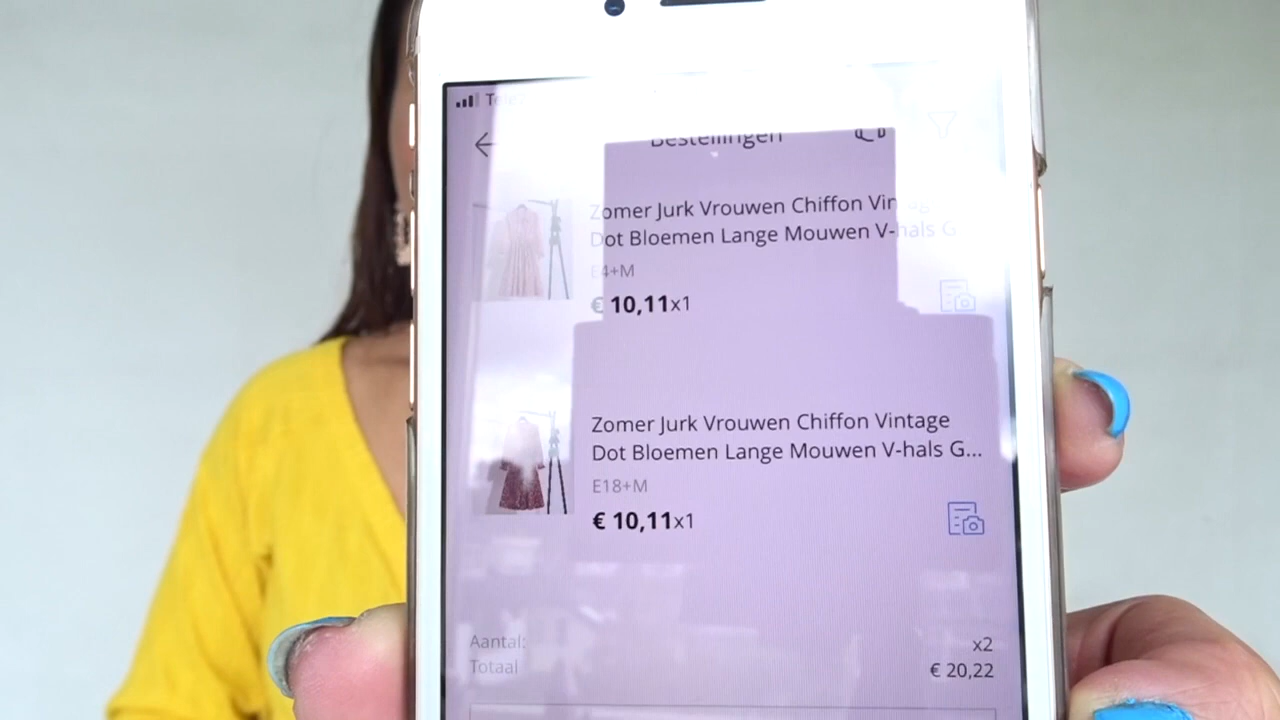 Bestellingen
Zomer Jurk Vrouwen Chiffon Vintag
Dot Bloemen Lange Mouwen V-hals G
E4+M
€ 10,11x1
Zomer Jurk Vrouwen Chiffon Vintage
Dot Bloemen Lange Mouwen V-hals G...
E18+M
€ 10,11x1
Aantal: x2
Totaal € 20,22